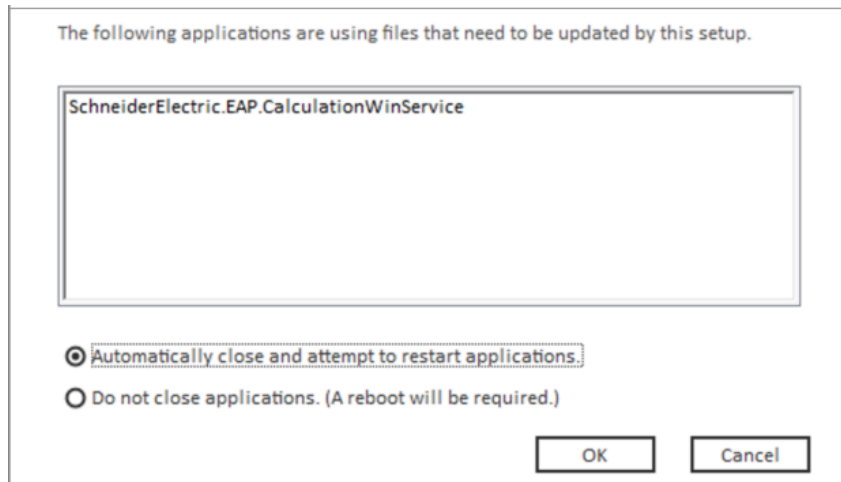 The following applications are using files that need to be updated by this setup.
SchneiderElectric.EAP.CalculationWinService
Automatically close and attempt to restart applications.
Do not close applications. (A reboot will be required.)
OK
Cancel